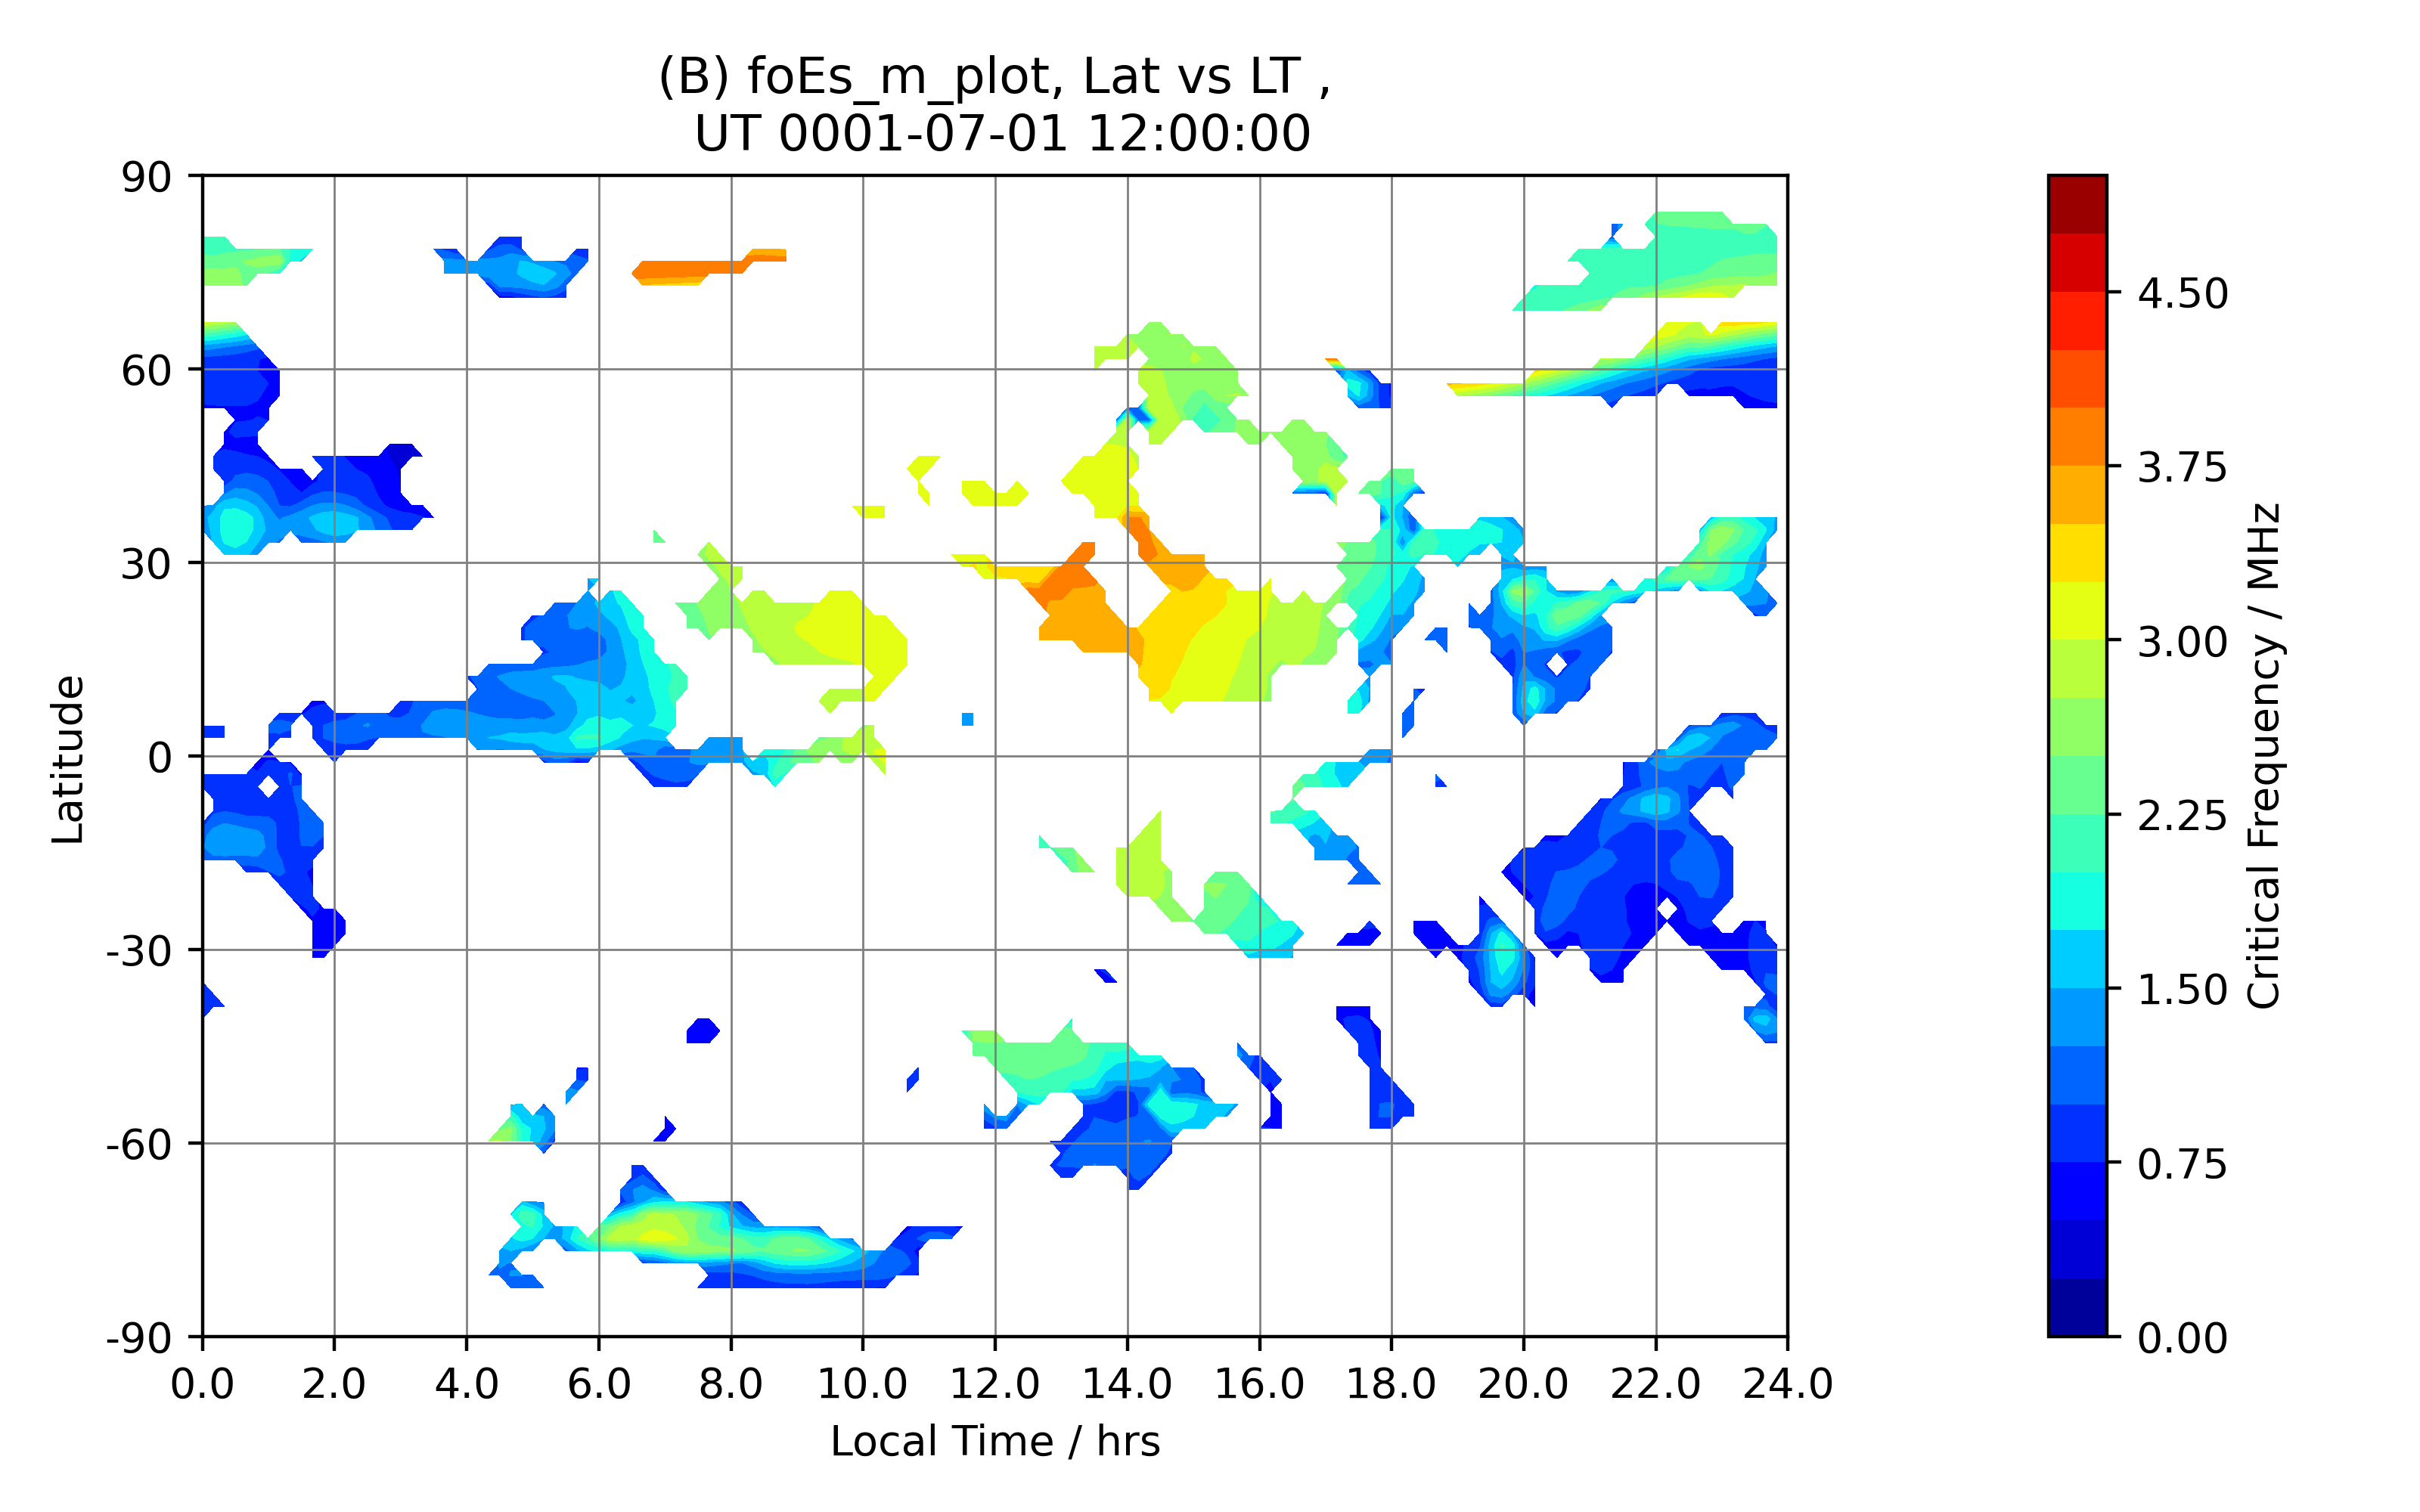 (B) foEs_m_plot, Lat vs LT ,
UT 0001-07-01 12:00:00
90
60
30
0
-30
-60
-90
Latitude
0.0 2.0 4.0 6.0 8.0 10.0 12.0 14.0 16.0 18.0 20.0 22.0 24.0
Local Time / hrs
4.50
3.75
3.00
2.25
1.50
0.75
0.00
Critical Frequency / MHz